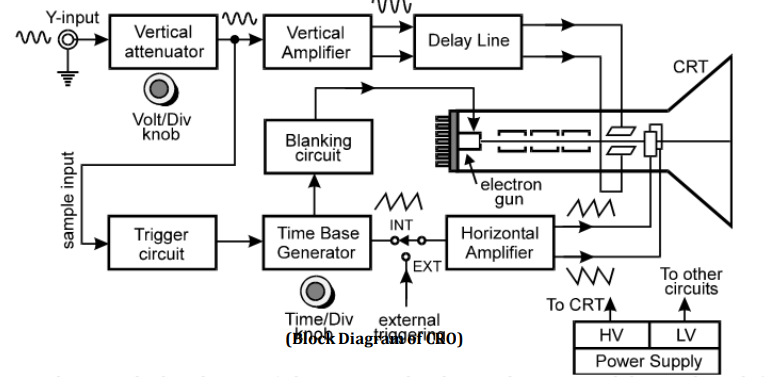 Y-input
Vertical
attenuator
Volt/Div
knob
Vertical
Amplifier
Delay Line
CRT
Blanking
circuit
electron
gun
sample input
Trigger
circuit
Time Base
Generator
INT
EXT
Horizontal
Amplifier
Time/Div
knob
external
triggering
(Block Diagram of CRO)
To CRT
To other
circuits
HV
LV
Power Supply